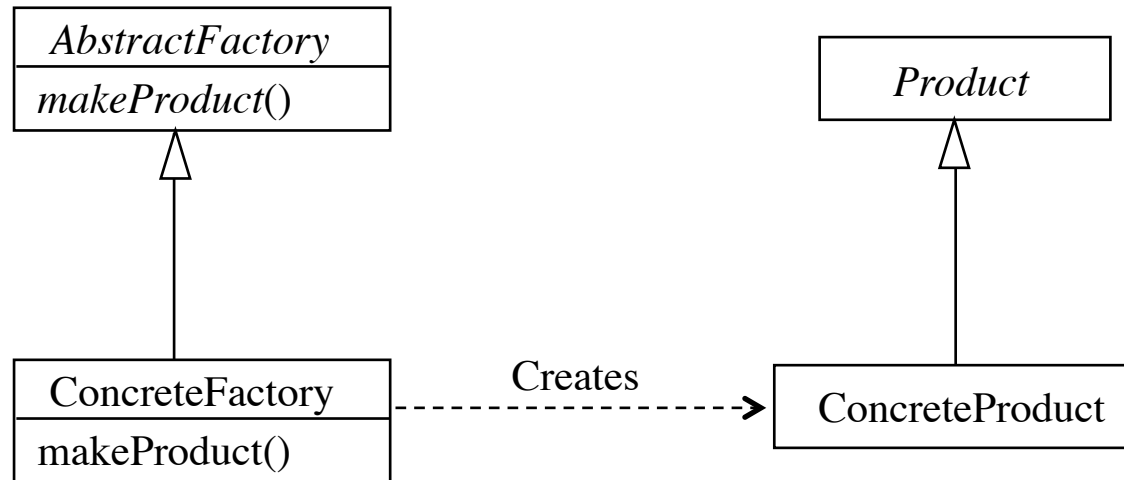 AbstractFactory
makeProduct()
Product
ConcreteFactory
makeProduct()
Creates
ConcreteProduct